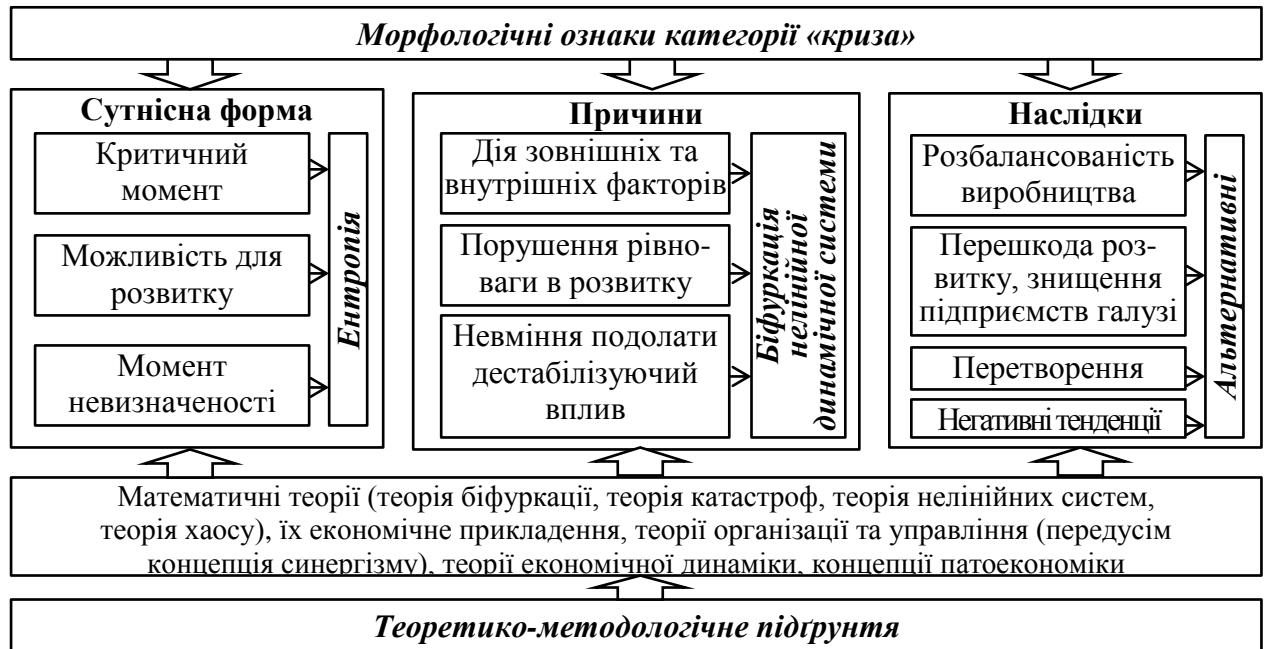 Морфологічні ознаки категорії «криза»
Сутнісна форма
Критичний
момент
Можливість для
розвитку
Момент
невизначеності
Ентропія
Причини
Дія зовнішніх та
внутрішніх факторів
Порушення рівно-
ваги в розвитку
Невміння подолати
дестабілізуючий
вплив
Біфуркація
нелінійної
динамічної системи
Наслідки
Розбалансованість
виробництва
Перешкода роз-
витку, знищення
підприємств галузі
Перетворення
Негативні тенденції
Альтернативні
Математичні теорії (теорія біфуркації, теорія катастроф, теорія нелінійних систем,
теорія хаосу), їх економічне прикладення, теорії організації та управління (передусім
концепція синергізму), теорії економічної динаміки, концепції патоекономіки
Теоретико-методологічне підґрунтя